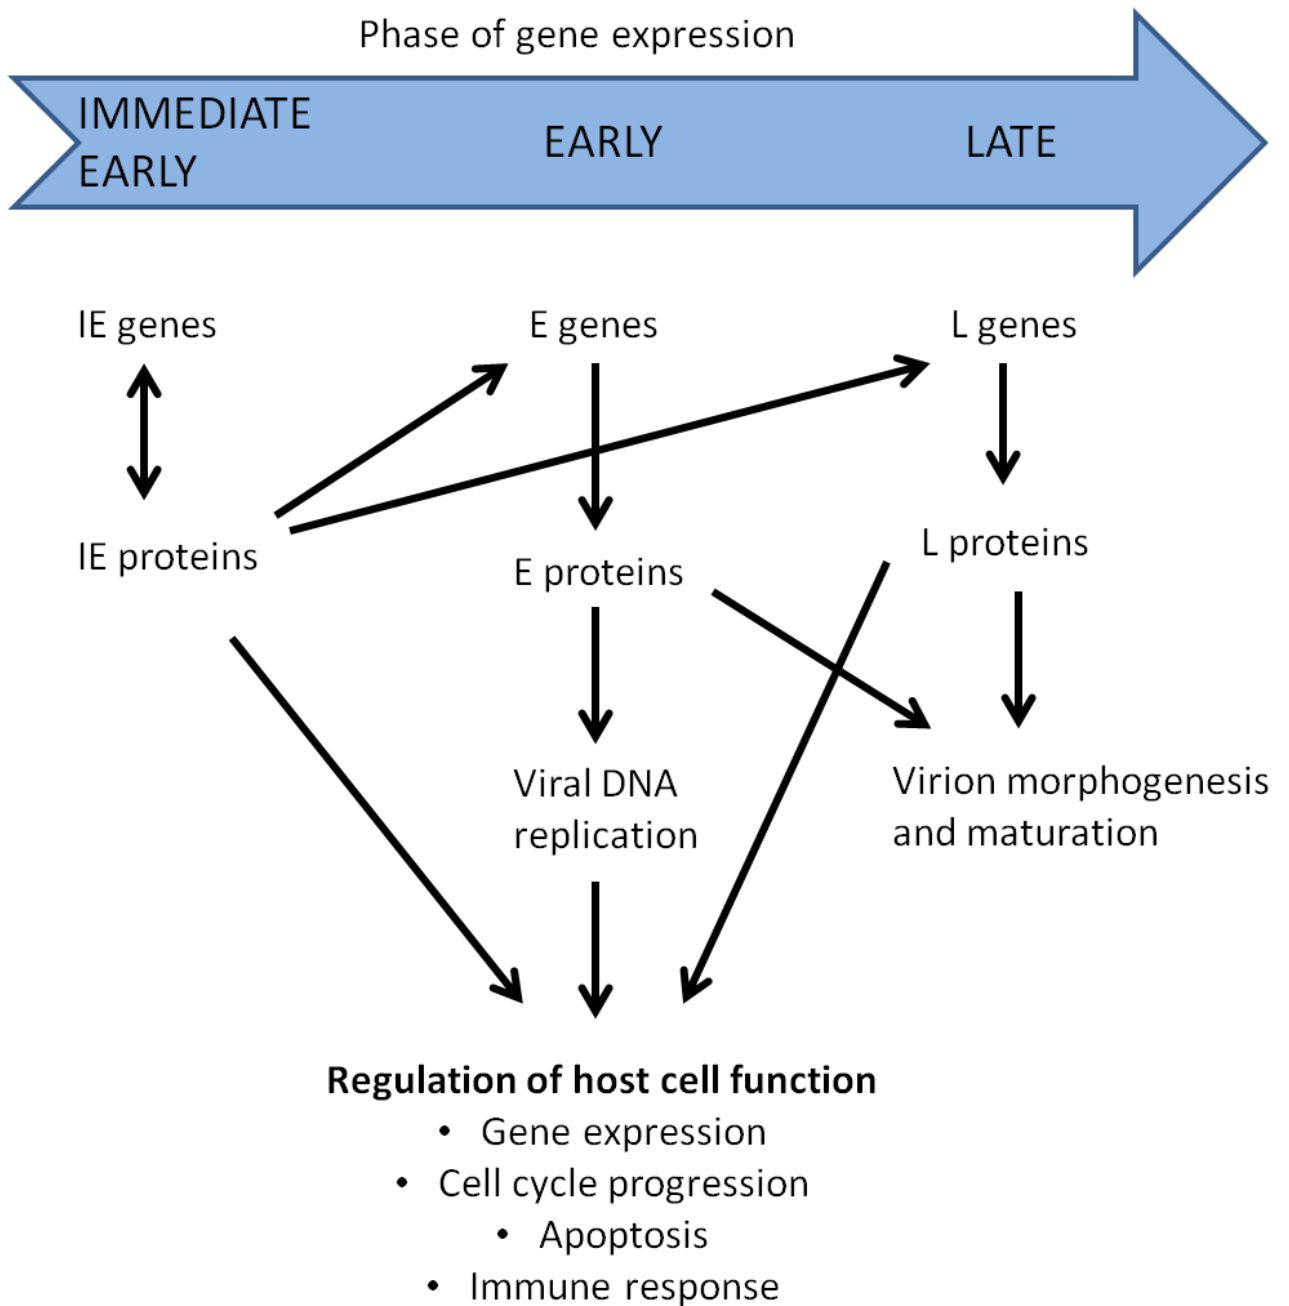 Phase of gene expression
IMMEDIATE
EARLY
EARLY
LATE
IE genes
E genes
L genes
IE proteins
E proteins
L proteins
Viral DNA
replication
Virion morphogenesis
and maturation
Regulation of host cell function
• Gene expression
• Cell cycle progression
• Apoptosis
• Immune response